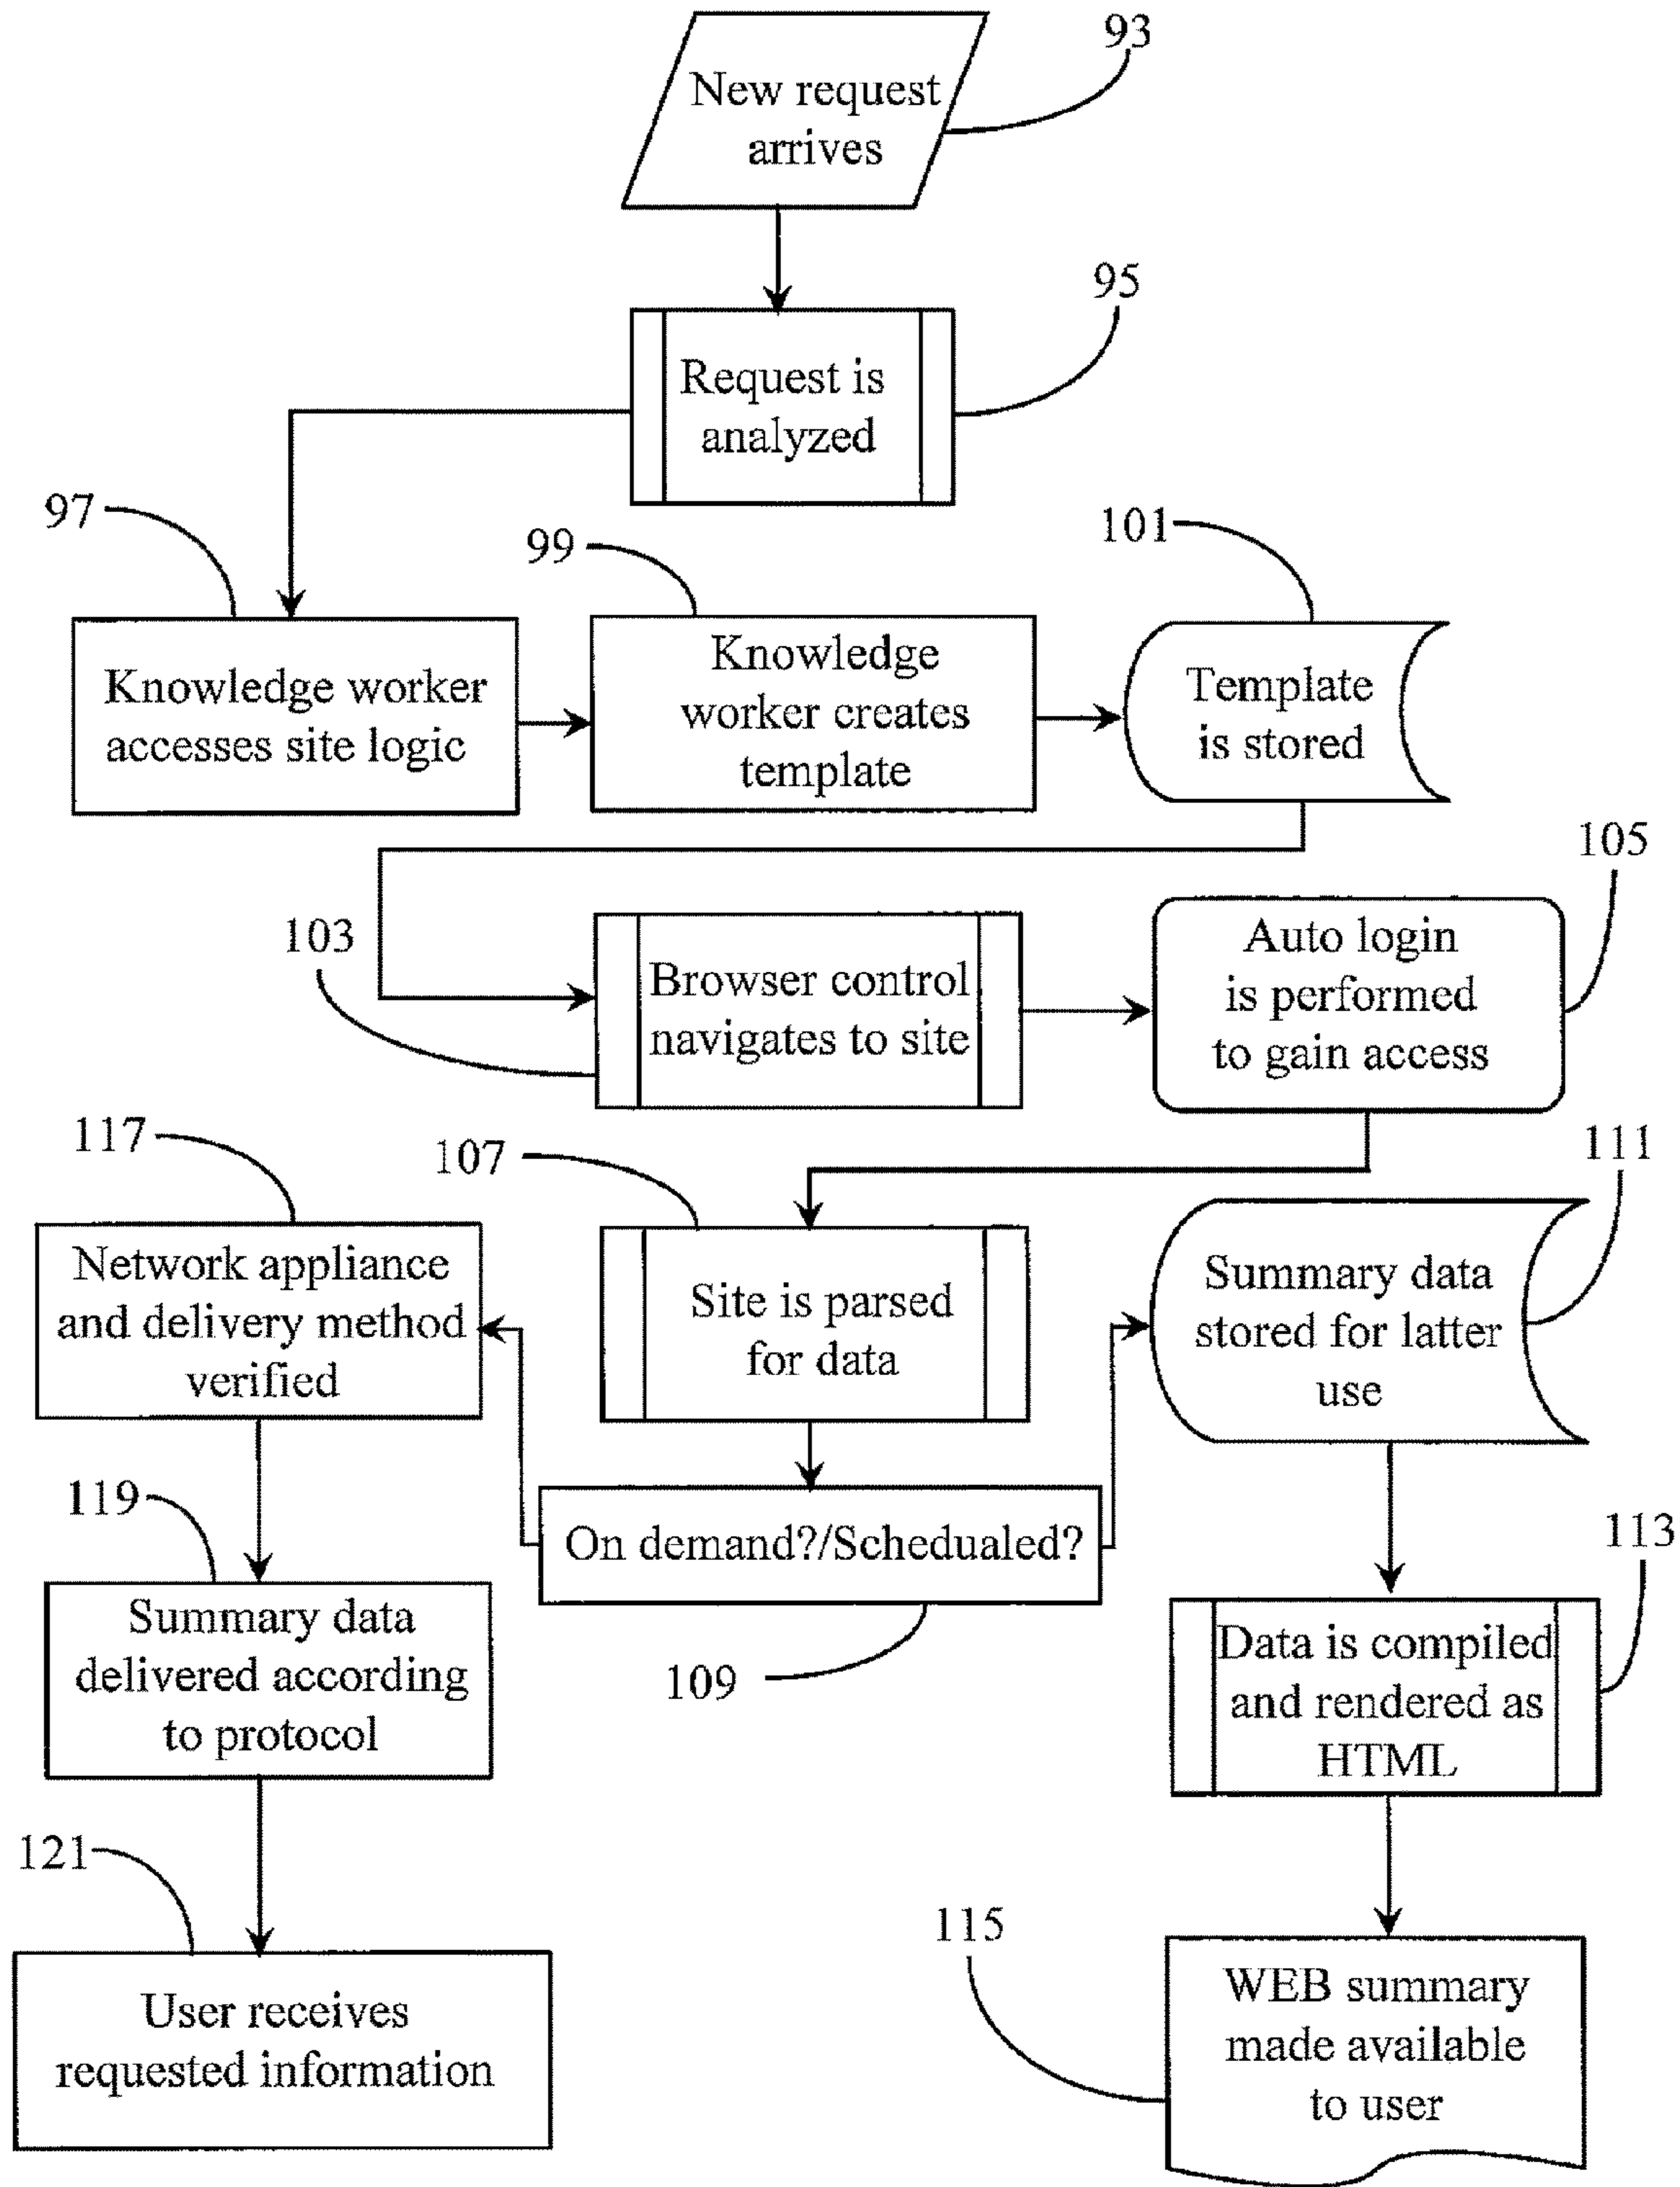 93
New request
arrives
95
Request is
analyzed
97
99
101
Knowledge worker
accesses site logic
Knowledge
worker creates
template
Template
is stored
105
103
Browser control
navigates to site
Auto login
is performed
to gain access
117
107
111
Network appliance
and delivery method
verified
Site is parsed
for data
Summary data
stored for latter
use
119
On demand?/Schedualed?
113
Summary data
delivered according
to protocol
109
Data is compiled
and rendered as
HTML
121
115
User receives
requested information
WEB summary
made available
to user